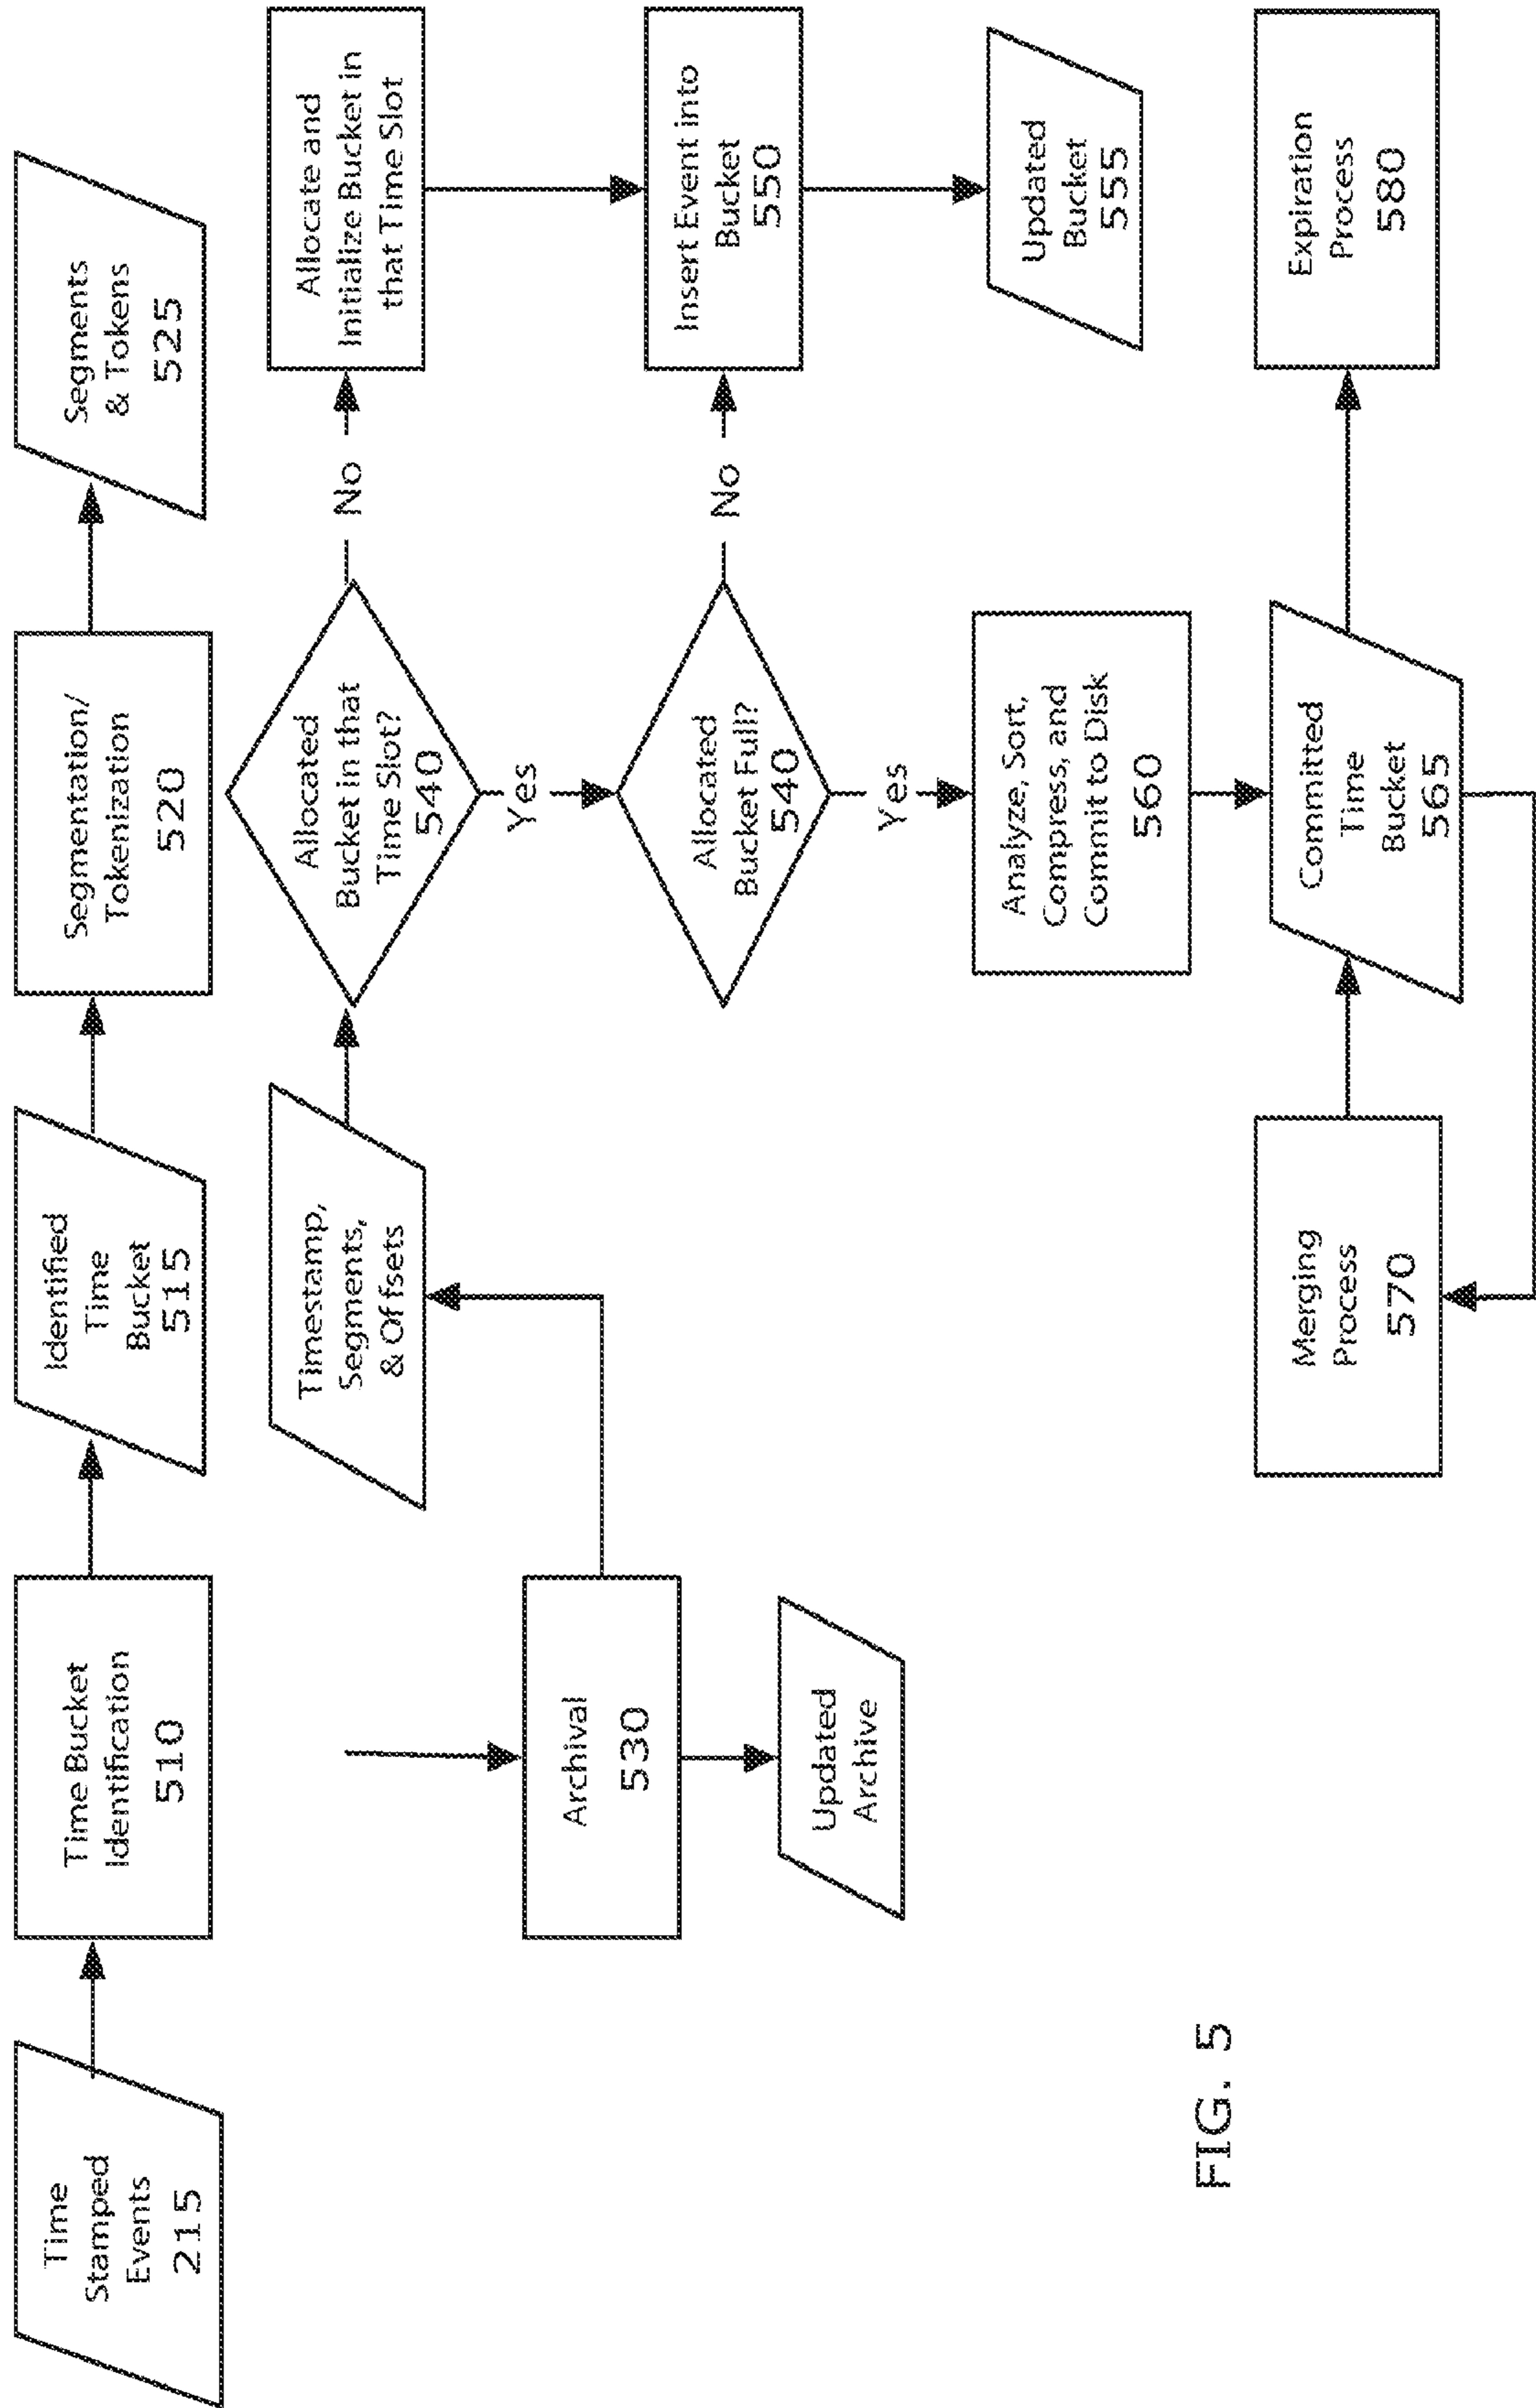 Time
Stamped
Events
215
Time Bucket
Identification
510
Identified
Time
Bucket
515
Segmentation/
Tokenization
520
Segments
& Tokens
525
Timestamp,
Segments,
& Offsets
Allocated
Bucket in that
Time Slot?
540
No
Allocate and
Initialize Bucket in
that Time Slot
Yes
Archival
530
Updated
Archive
Allocated
Bucket Full?
540
No
Insert Event into
Bucket
550
Yes
Updated
Bucket
555
Analyze, Sort,
Compress, and
Commit to Disk
560
Merging
Process
570
Committed
Time
Bucket
565
Expiration
Process
580
FIG. 5